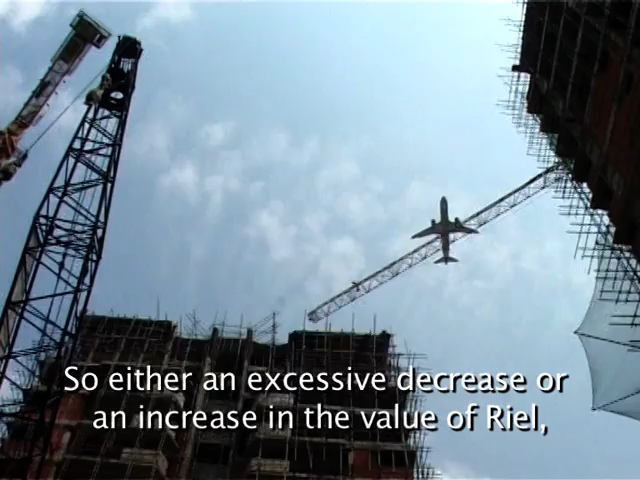 So either an excessive decrease or
an increase in the value of Riel,